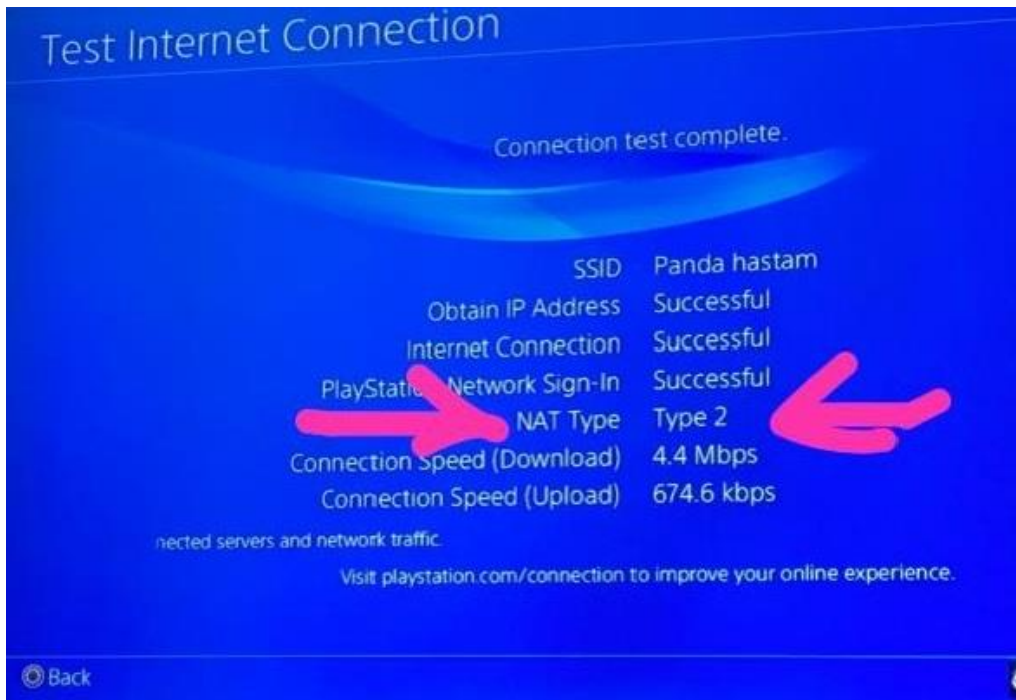 Test Internet Connection
Connection test complete.
SSID Panda hastam
Obtain IP Address Successful
Internet Connection Successful
PlayStation Network Sign-In Successful
NAT Type Type 2
Connection Speed (Download) 4.4 Mbps
Connection Speed (Upload) 674.6 kbps
nected servers and network traffic.
Visit playstation.com/connection to improve your online experience.
Back